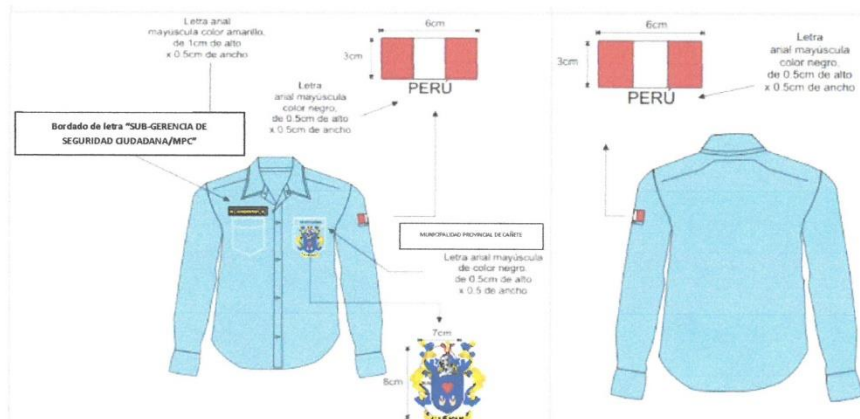 Letra anal
mayúscula color amarillo,
de 1cm de alto
x 0.5cm de ancho
Bordado de letra "SUB-GERENCIA DE
SEGURIDAD CIUDADANA/MPC"
6cm
3cm
PERÚ
Letra
anal mayúscula
color negro,
de 0.5cm de alto
x 0.5cm de ancho
MUNICIPALIDAD PROVINCIAL DE CAÑETE
Letra anal mayúscula
de color negro,
de 0.5cm de alto
x 0.5 de ancho
7cm
8cm
6cm
3cm
PERÚ
Letra
anal mayúscula
color negro,
de 0.5cm de alto
x 0.5cm de ancho